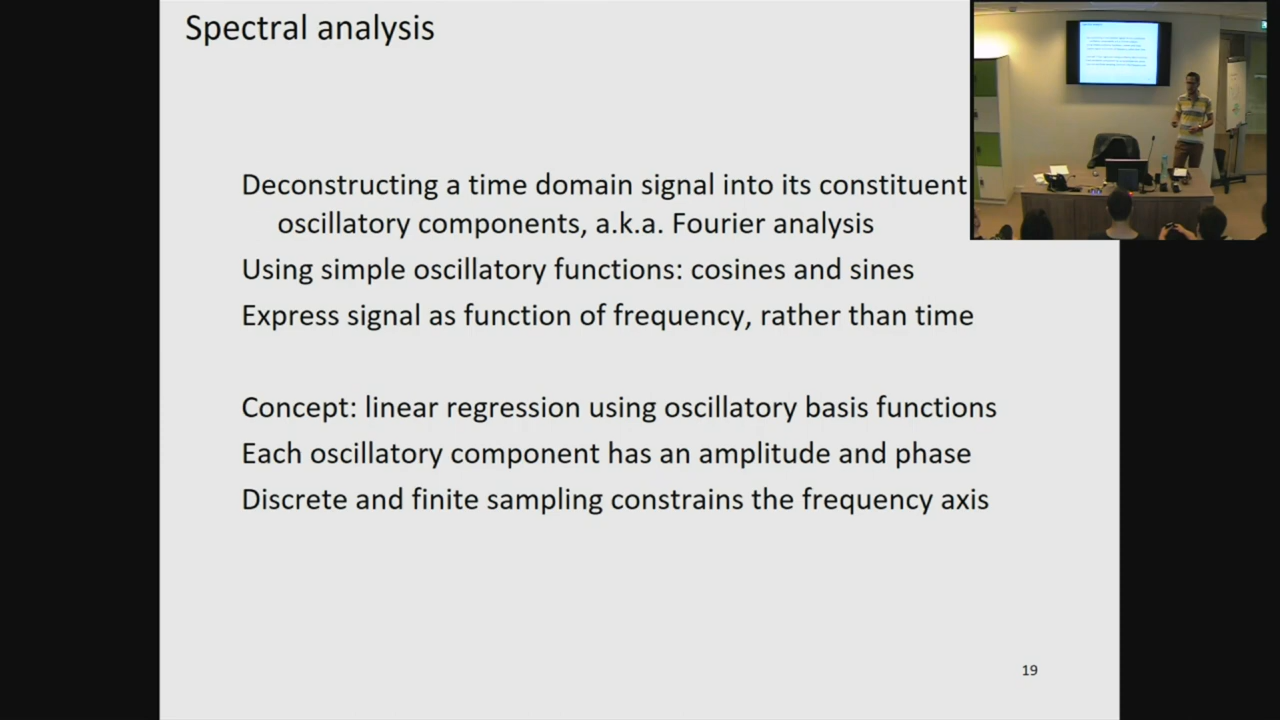 Spectral analysis
Deconstructing a time domain signal into its constituent
oscillatory components, a.k.a. Fourier analysis
Using simple oscillatory functions: cosines and sines
Express signal as function of frequency, rather than time
Concept: linear regression using oscillatory basis functions
Each oscillatory component has an amplitude and phase
Discrete and finite sampling constrains the frequency axis
19